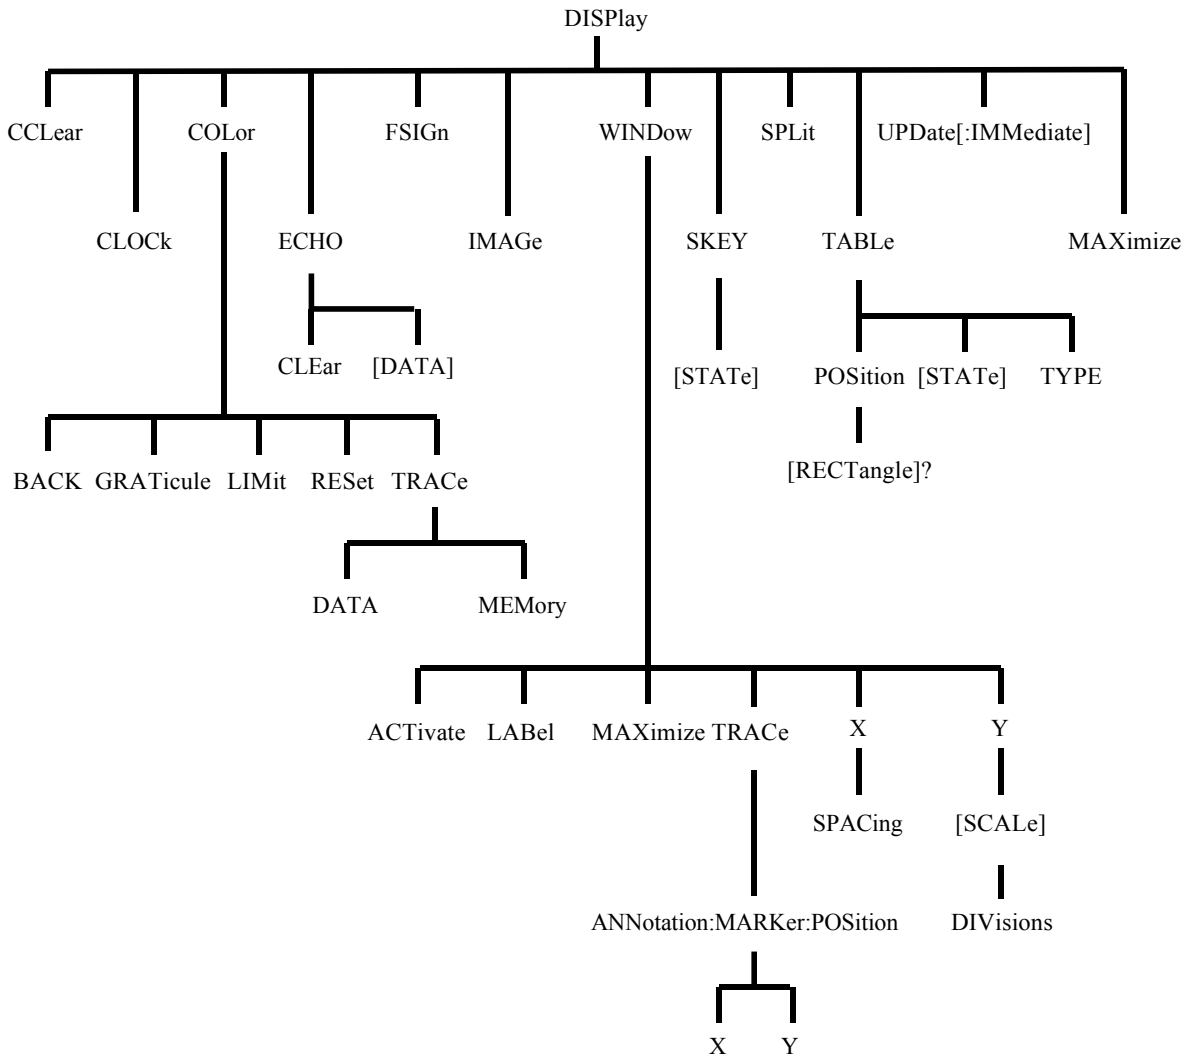 DISPlay
CCLear COLor FSIGn WINDow SPLit UPDate[:IMMediate]
CLOCk ECHO IMAGe SKEY TABLe MAXimize
CLEar [DATA] [STATe] POSition [STATe] TYPE
BACK GRATicule LIMit RESet TRACe [RECTangle]?
DATA MEMory
ACTivate LABel MAXimize TRACe X Y
SPACing [SCALe]
ANNotation:MARKer:POSition DIVisions
X Y